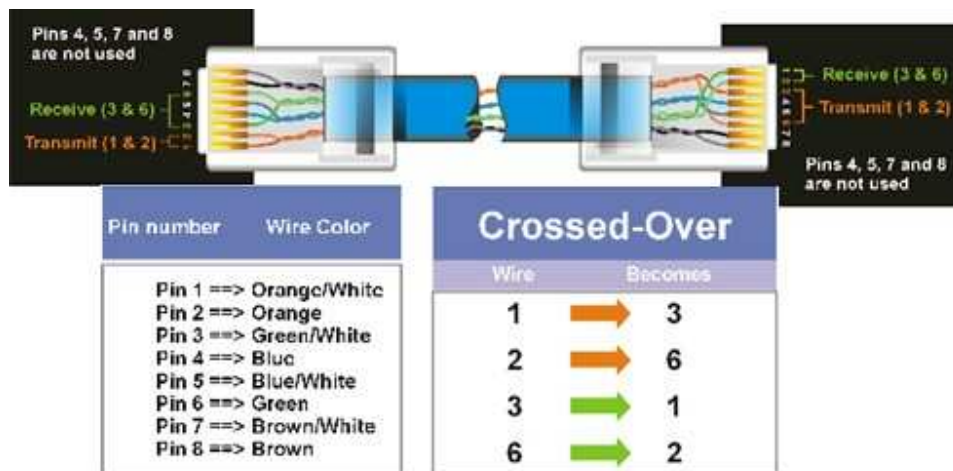 Pins 4, 5, 7 and 8
are not used
Receive (3 & 6)
Transmit (1 & 2)
Receive (3 & 6)
Transmit (1 & 2)
Pins 4, 5, 7 and 8
are not used
Pin number Wire Color
Pin 1 ==> Orange/White
Pin 2 ==> Orange
Pin 3 ==> Green/White
Pin 4 ==> Blue
Pin 5 ==> Blue/White
Pin 6 ==> Green
Pin 7 ==> Brown/White
Pin 8 ==> Brown
Crossed-Over
Wire Becomes
1 3
2 6
3 1
6 2